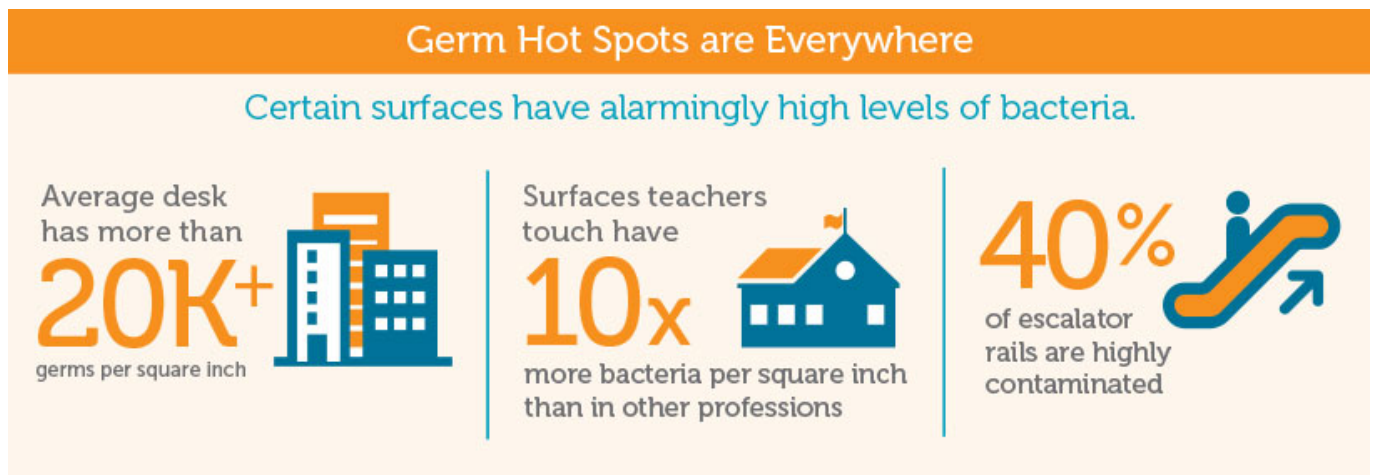 Germ Hot Spots are Everywhere
Certain surfaces have alarmingly high levels of bacteria.
Average desk
has more than
20K+
germs per square inch
Surfaces teachers
touch have
10x
more bacteria per square inch
than in other professions
40%
of escalator
rails are highly
contaminated